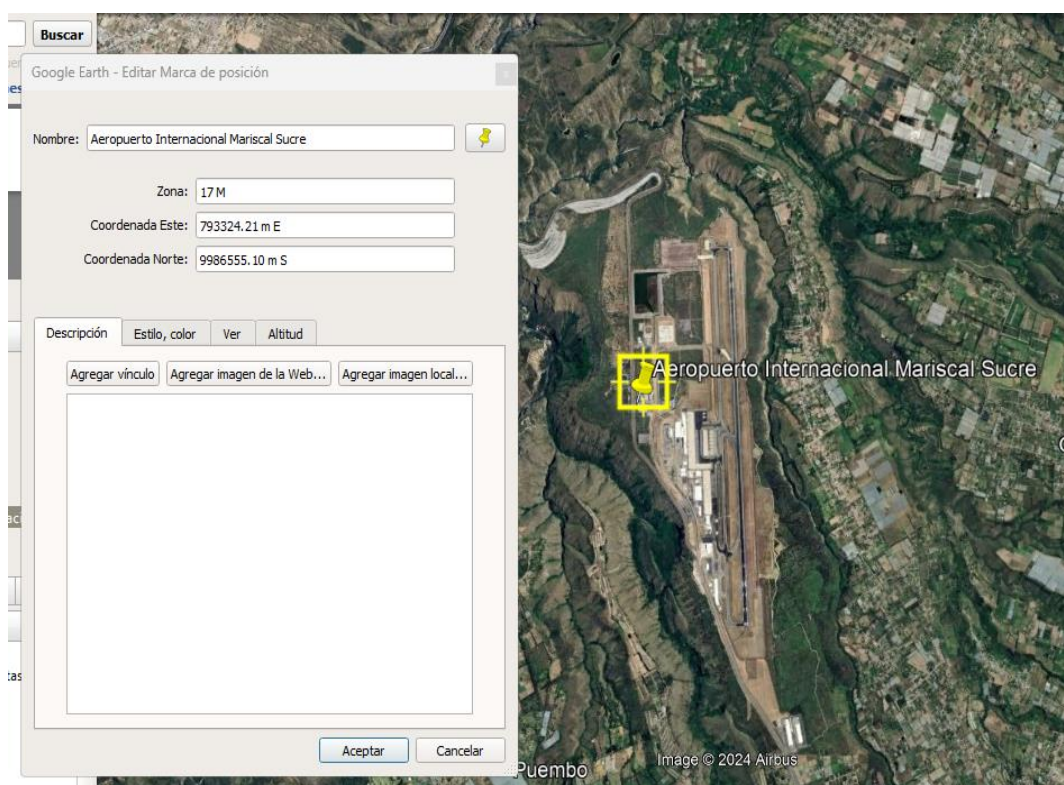 Buscar
Google Earth - Editar Marca de posición
Nombre: Aeropuerto Internacional Mariscal Sucre
Zona: 17 M
Coordenada Este: 793324.21 m E
Coordenada Norte: 9986555.10 m S
Descripción Estilo, color Ver Altitud
Agregar vínculo Agregar imagen de la Web... Agregar imagen local...
Aceptar Cancelar
Aeropuerto Internacional Mariscal Sucre
Puembo
Image © 2024 Airbus